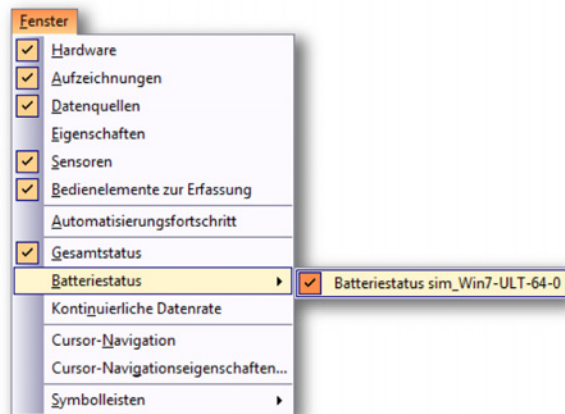 Fenster
Hardware
Aufzeichnungen
Datenquellen
Eigenschaften
Sensoren
Bedienelemente zur Erfassung
Automatisierungsfortschritt
Gesamtstatus
Batteriestatus
Batteriestatus sim_Win7-ULT-64-0
Kontinuierliche Datenrate
Cursor-Navigation
Cursor-Navigationseigenschaften...
Symbolleisten